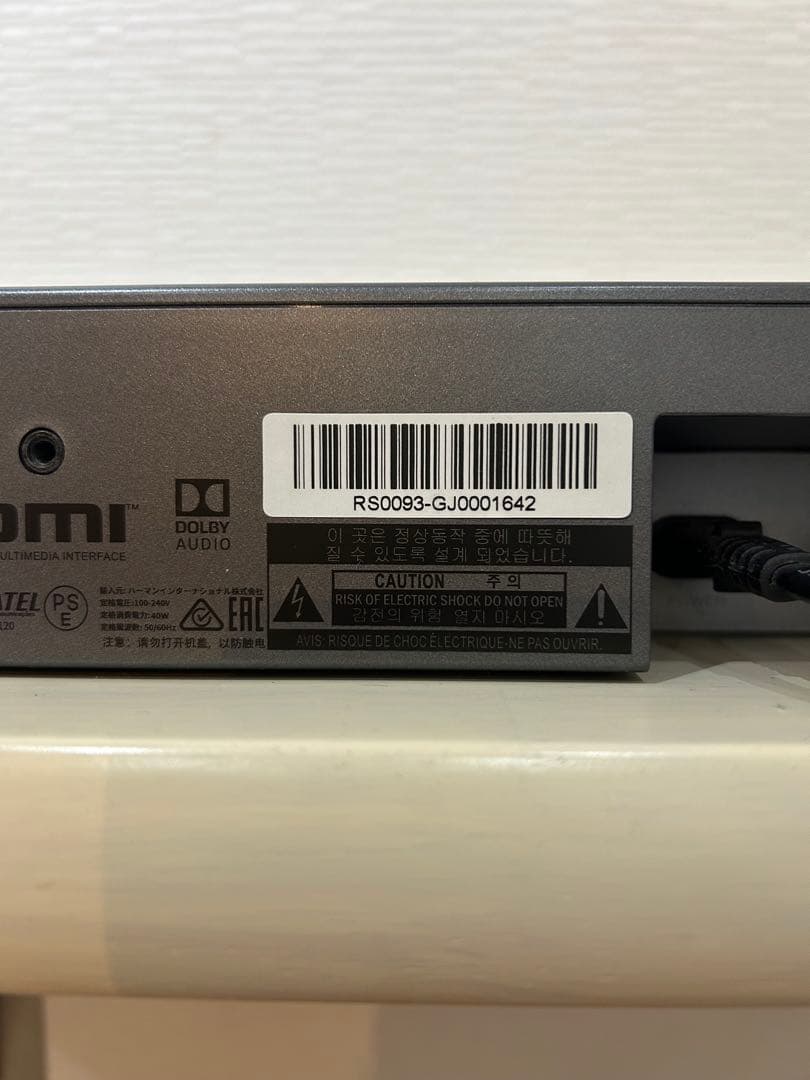 RS0093-GJ0001642
DOLBY
AUDIO
이 곳은 정상동작 중에 따뜻해
질 수 있도록 설계 되었습니다.
MI™
ULTIMEDIA INTERFACE
ATEL
120
PS
E
輸入元: ハーマンインターナショナル株式会社
定格電圧:100-240V
定格消費電力: 40W
定格周波数: 50/60Hz
EAC
注意: 请勿打开机盖, 以防触电
CAUTION 주 의
RISK OF ELECTRIC SHOCK DO NOT OPEN
감전의 위험 열지 마시오
AVIS: RISQUE DE CHOC ÉLECTRIQUE-NE PAS OUVRIR.